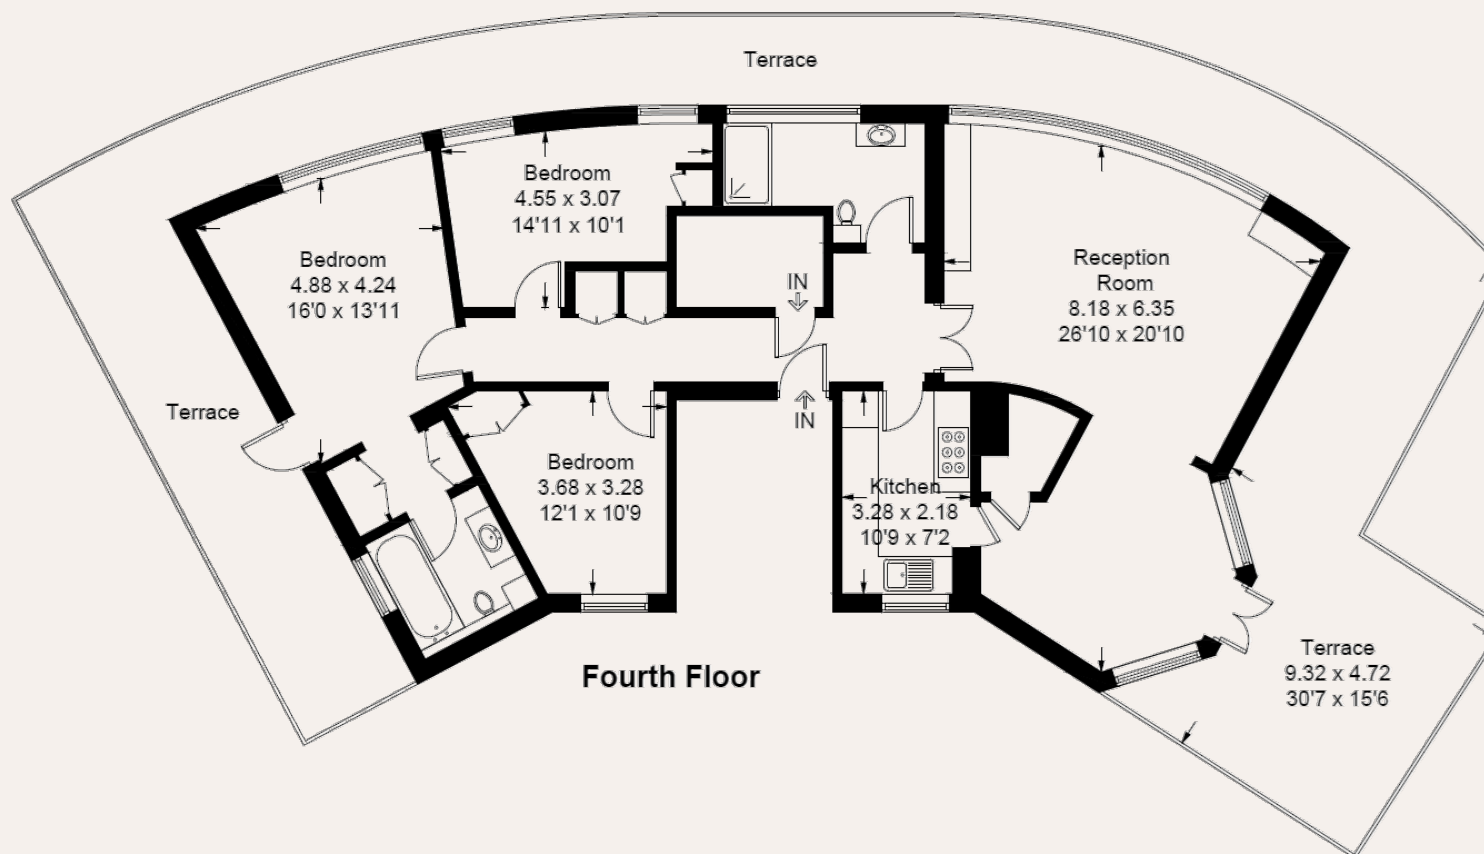 Terrace
Bedroom
4.55 x 3.07
14'11 x 10'1
Bedroom
4.88 x 4.24
16'0 x 13'11
IN
Reception
Room
8.18 x 6.35
26'10 x 20'10
Terrace
IN
Bedroom
3.68 x 3.28
12'1 x 10'9
Kitchen
3.28 x 2.18
10'9 x 7'2
Fourth Floor
Terrace
9.32 x 4.72
30'7 x 15'6